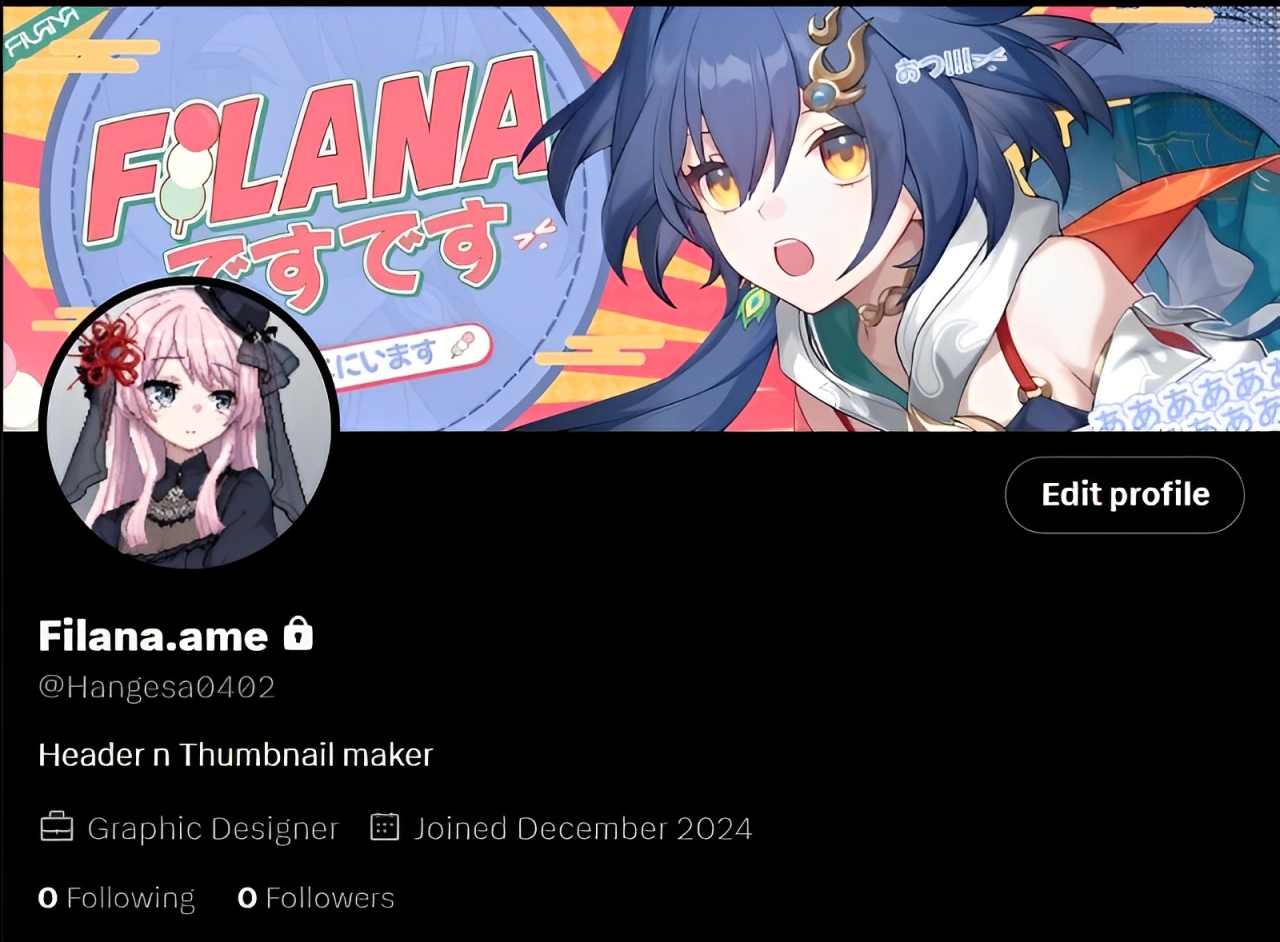 FILANA
FILANA
ですです
おつ!!!
にいます
ああああああ
ああああ
Edit profile
Filana.ame
@Hangesa0402
Header n Thumbnail maker
Graphic Designer Joined December 2024
0 Following 0 Followers